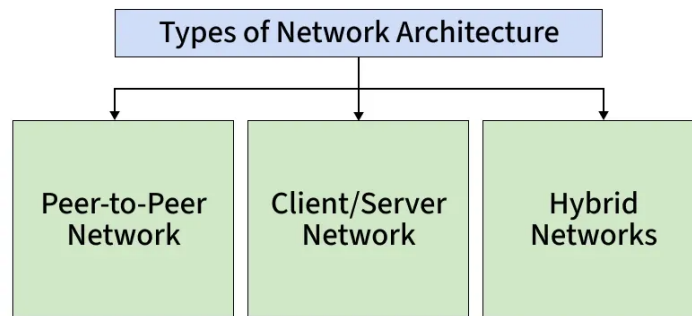 Types of Network Architecture
Peer-to-Peer
Network
Client/Server
Network
Hybrid
Networks